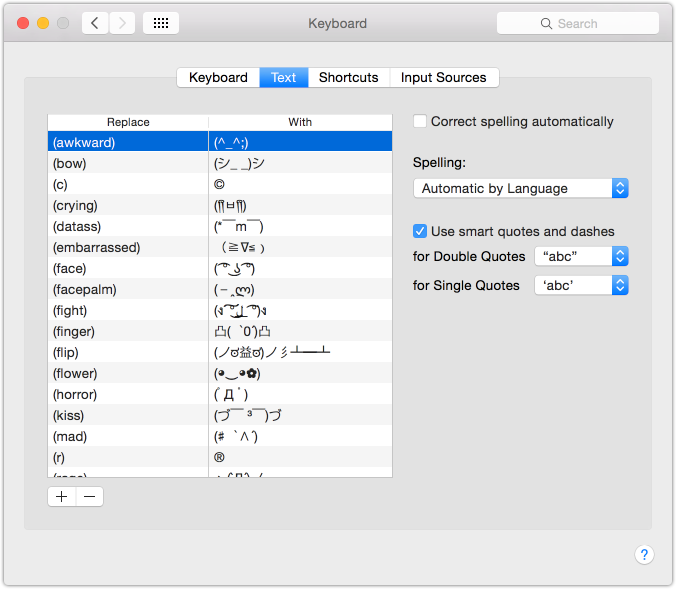 Keyboard
Search
Keyboard Text Shortcuts Input Sources
Replace With
(awkward) (^_^;)
(bow) (シ_ _)シ
(c) ©
(crying) (╥ㅂ╥)
(datass) (*￣m￣)
(embarrassed) （≧∇≦）
(face) ( ͡° ͜ʖ ͡°)
(facepalm) (－‸ლ)
(fight) (ง ͠° ͟ل͜ ͡°)ง
(finger) 凸( `0´)凸
(flip) (ノಠ益ಠ)ノ彡┻━┻
(flower) (◕‿◕✿)
(horror) (ﾟДﾟ)
(kiss) (づ￣ ³￣)づ
(mad) (♯｀∧´)
(r) ®
Correct spelling automatically
Spelling:
Automatic by Language
Use smart quotes and dashes
for Double Quotes “abc”
for Single Quotes ‘abc’
+ −
?